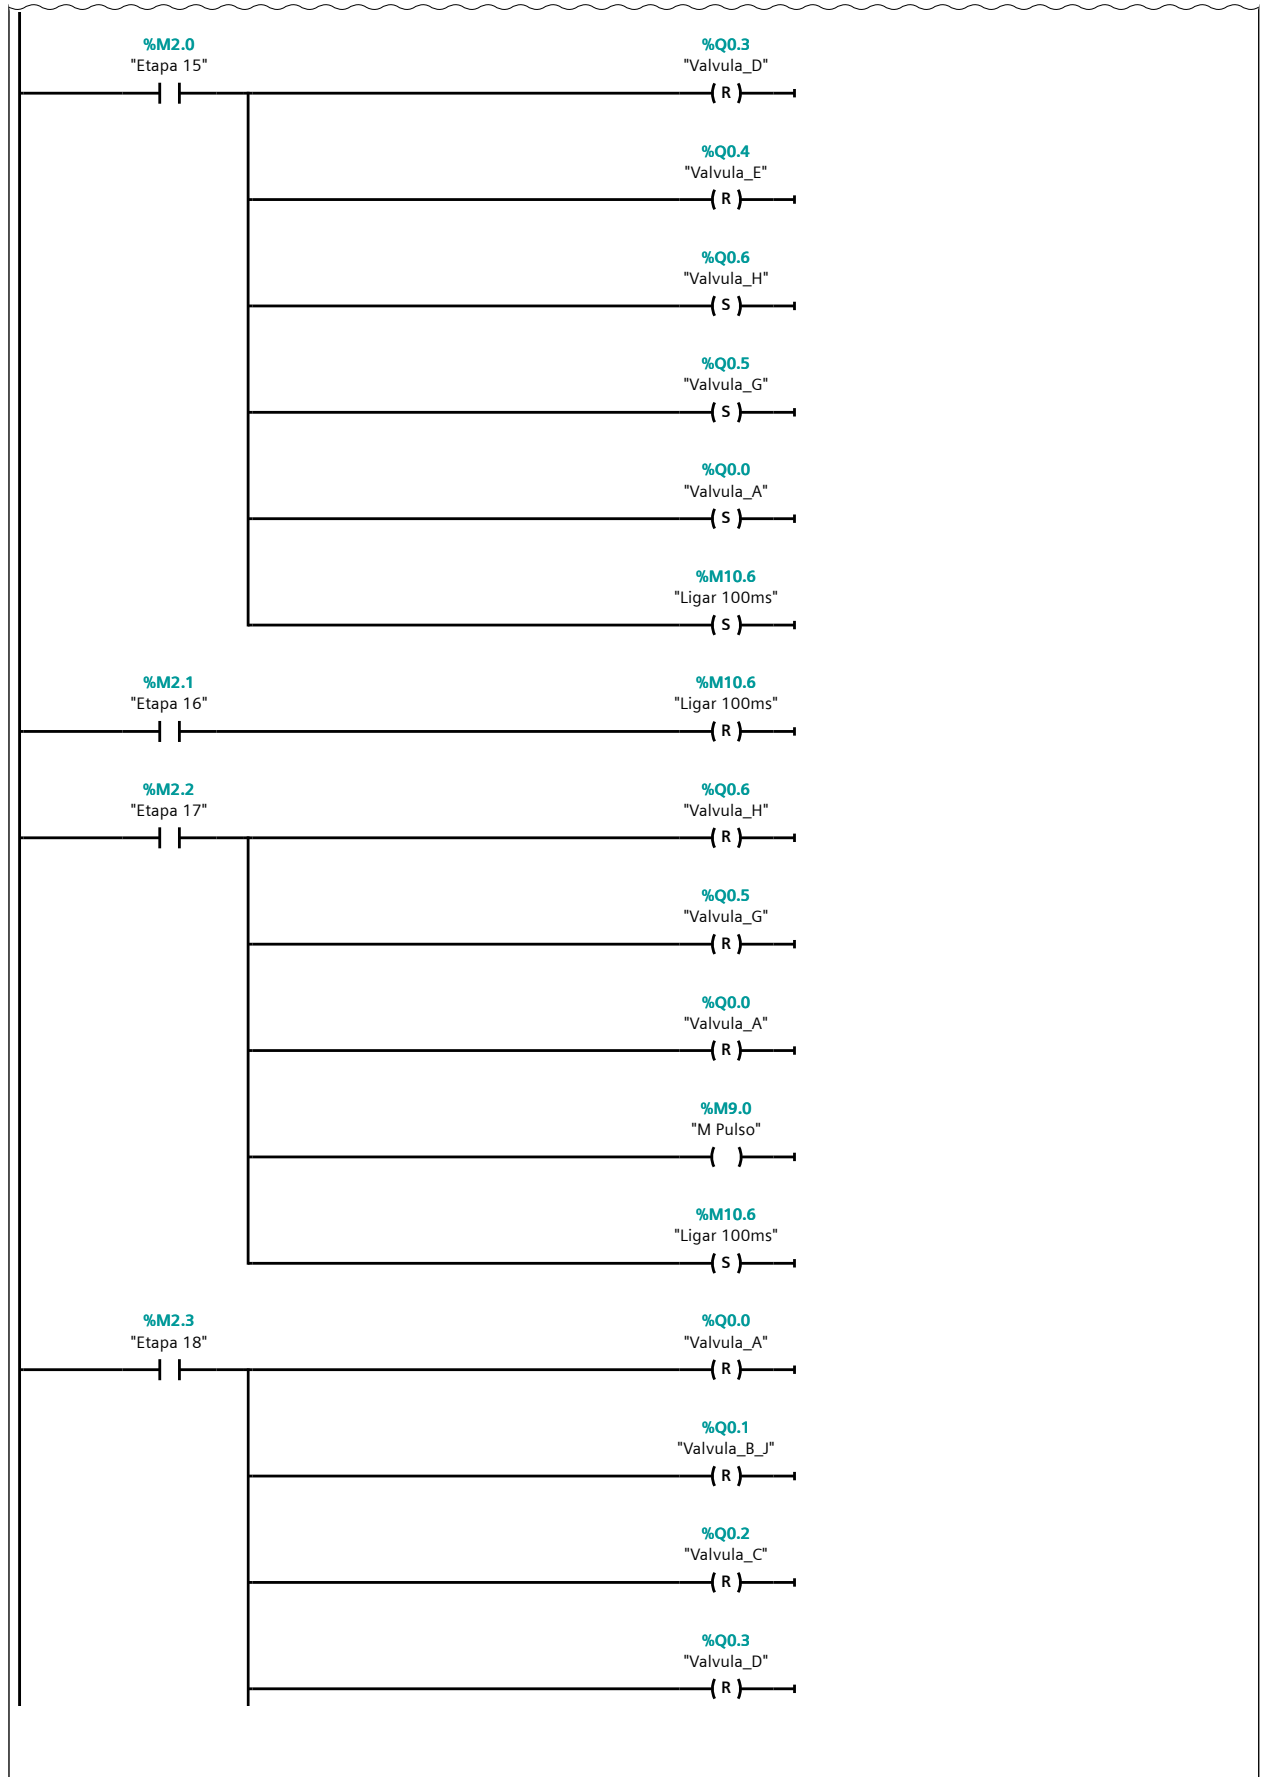 %M2.0 %Q0.3
"Etapa 15" "Valvula_D"
R
%Q0.4
"Valvula_E"
R
%Q0.6
"Valvula_H"
S
%Q0.5
"Valvula_G"
S
%Q0.0
"Valvula_A"
S
%M10.6
"Ligar 100ms"
S
%M2.1 %M10.6
"Etapa 16" "Ligar 100ms"
R
%M2.2 %Q0.6
"Etapa 17" "Valvula_H"
R
%Q0.5
"Valvula_G"
R
%Q0.0
"Valvula_A"
R
%M9.0
"M Pulso"
%M10.6
"Ligar 100ms"
S
%M2.3 %Q0.0
"Etapa 18" "Valvula_A"
R
%Q0.1
"Valvula_B_J"
R
%Q0.2
"Valvula_C"
R
%Q0.3
"Valvula_D"
R